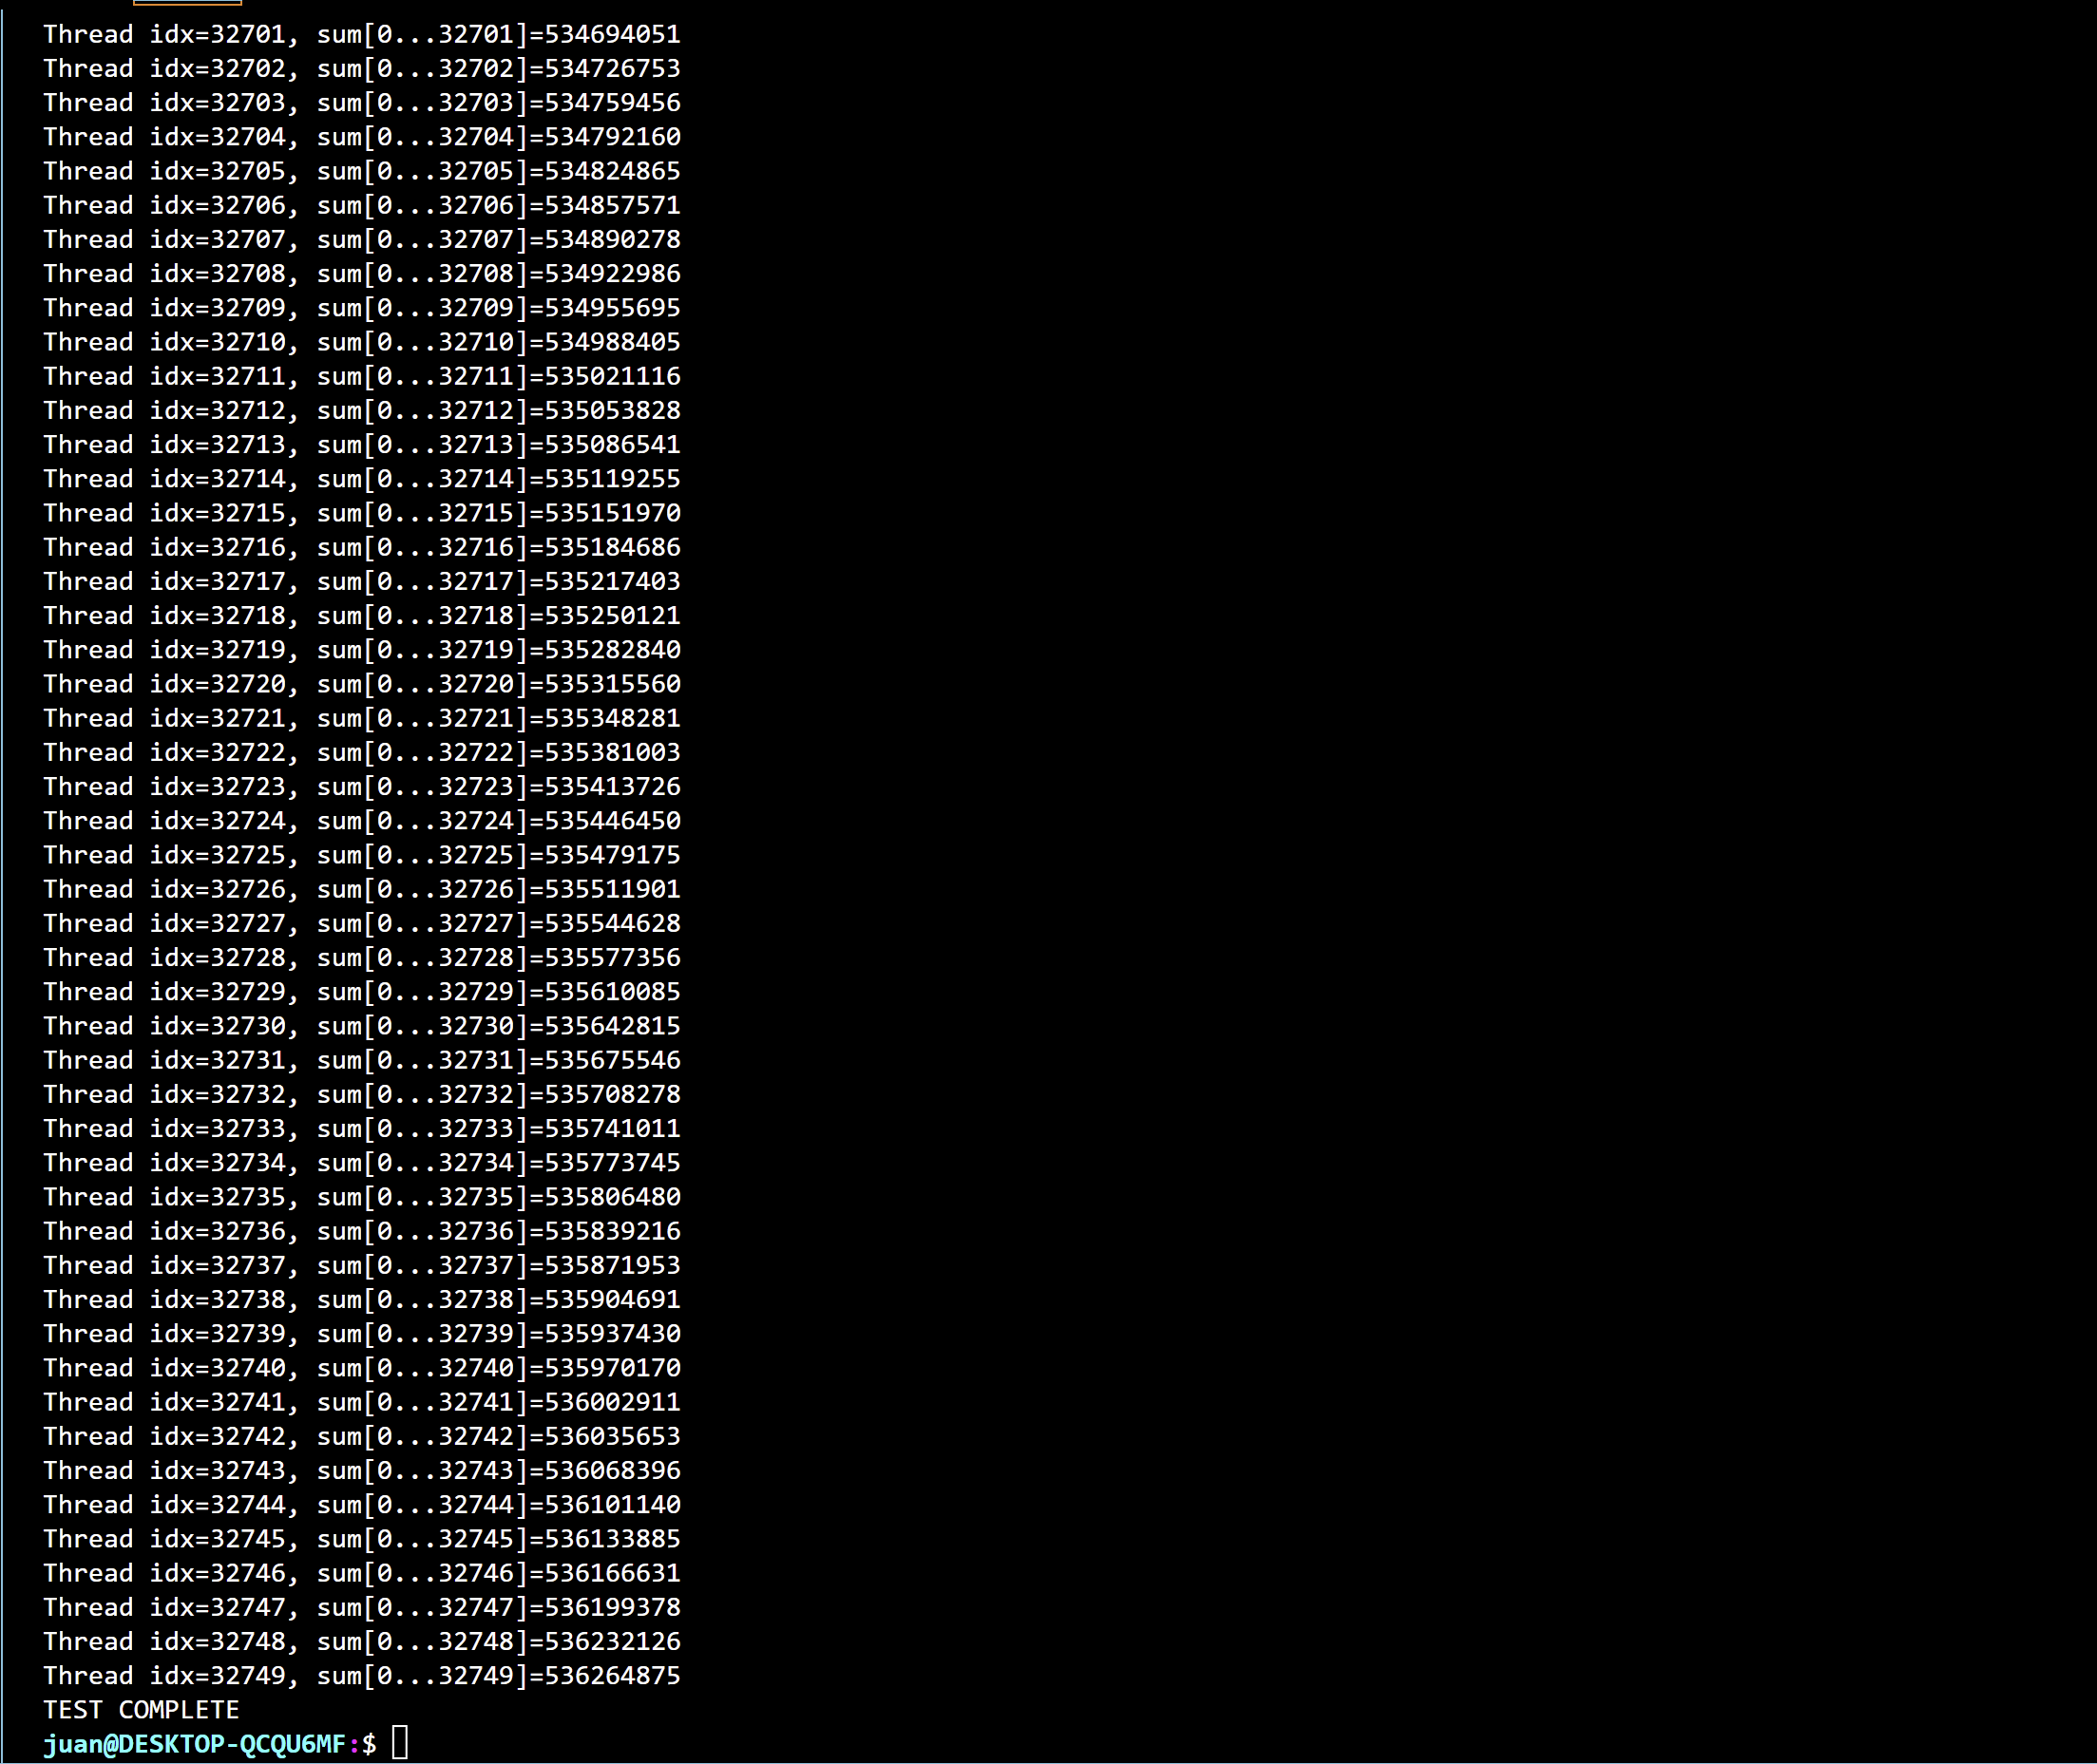 Thread idx=32701, sum[0...32701]=534694051
Thread idx=32702, sum[0...32702]=534726753
Thread idx=32703, sum[0...32703]=534759456
Thread idx=32704, sum[0...32704]=534792160
Thread idx=32705, sum[0...32705]=534824865
Thread idx=32706, sum[0...32706]=534857571
Thread idx=32707, sum[0...32707]=534890278
Thread idx=32708, sum[0...32708]=534922986
Thread idx=32709, sum[0...32709]=534955695
Thread idx=32710, sum[0...32710]=534988405
Thread idx=32711, sum[0...32711]=535021116
Thread idx=32712, sum[0...32712]=535053828
Thread idx=32713, sum[0...32713]=535086541
Thread idx=32714, sum[0...32714]=535119255
Thread idx=32715, sum[0...32715]=535151970
Thread idx=32716, sum[0...32716]=535184686
Thread idx=32717, sum[0...32717]=535217403
Thread idx=32718, sum[0...32718]=535250121
Thread idx=32719, sum[0...32719]=535282840
Thread idx=32720, sum[0...32720]=535315560
Thread idx=32721, sum[0...32721]=535348281
Thread idx=32722, sum[0...32722]=535381003
Thread idx=32723, sum[0...32723]=535413726
Thread idx=32724, sum[0...32724]=535446450
Thread idx=32725, sum[0...32725]=535479175
Thread idx=32726, sum[0...32726]=535511901
Thread idx=32727, sum[0...32727]=535544628
Thread idx=32728, sum[0...32728]=535577356
Thread idx=32729, sum[0...32729]=535610085
Thread idx=32730, sum[0...32730]=535642815
Thread idx=32731, sum[0...32731]=535675546
Thread idx=32732, sum[0...32732]=535708278
Thread idx=32733, sum[0...32733]=535741011
Thread idx=32734, sum[0...32734]=535773745
Thread idx=32735, sum[0...32735]=535806480
Thread idx=32736, sum[0...32736]=535839216
Thread idx=32737, sum[0...32737]=535871953
Thread idx=32738, sum[0...32738]=535904691
Thread idx=32739, sum[0...32739]=535937430
Thread idx=32740, sum[0...32740]=535970170
Thread idx=32741, sum[0...32741]=536002911
Thread idx=32742, sum[0...32742]=536035653
Thread idx=32743, sum[0...32743]=536068396
Thread idx=32744, sum[0...32744]=536101140
Thread idx=32745, sum[0...32745]=536133885
Thread idx=32746, sum[0...32746]=536166631
Thread idx=32747, sum[0...32747]=536199378
Thread idx=32748, sum[0...32748]=536232126
Thread idx=32749, sum[0...32749]=536264875
TEST COMPLETE
juan@DESKTOP-QCQU6MF:$